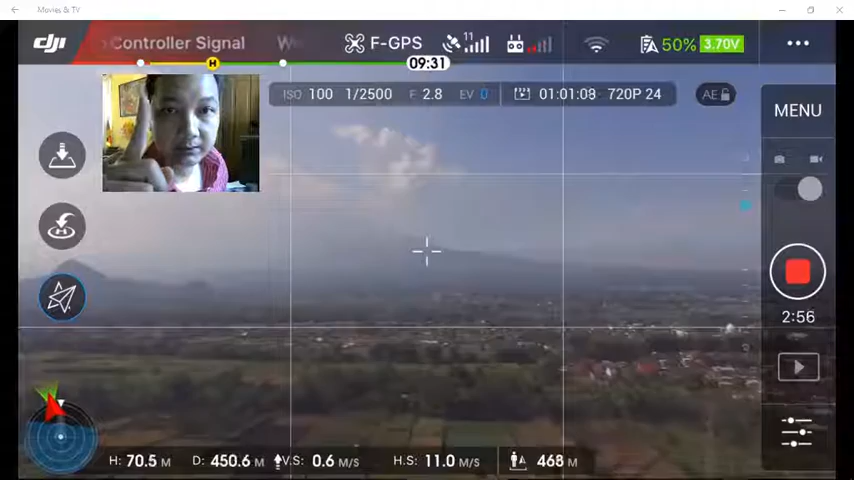 Movies & TV
dji Controller Signal W F-GPS 11 50% 3.70V
H 09:31
ISO 100 1/2500 F 2.8 EV 0 01:01:08 720P 24 AE
MENU
H
2:56
H: 70.5 M D: 450.6 M V.S: 0.6 M/S H.S: 11.0 M/S 468 M